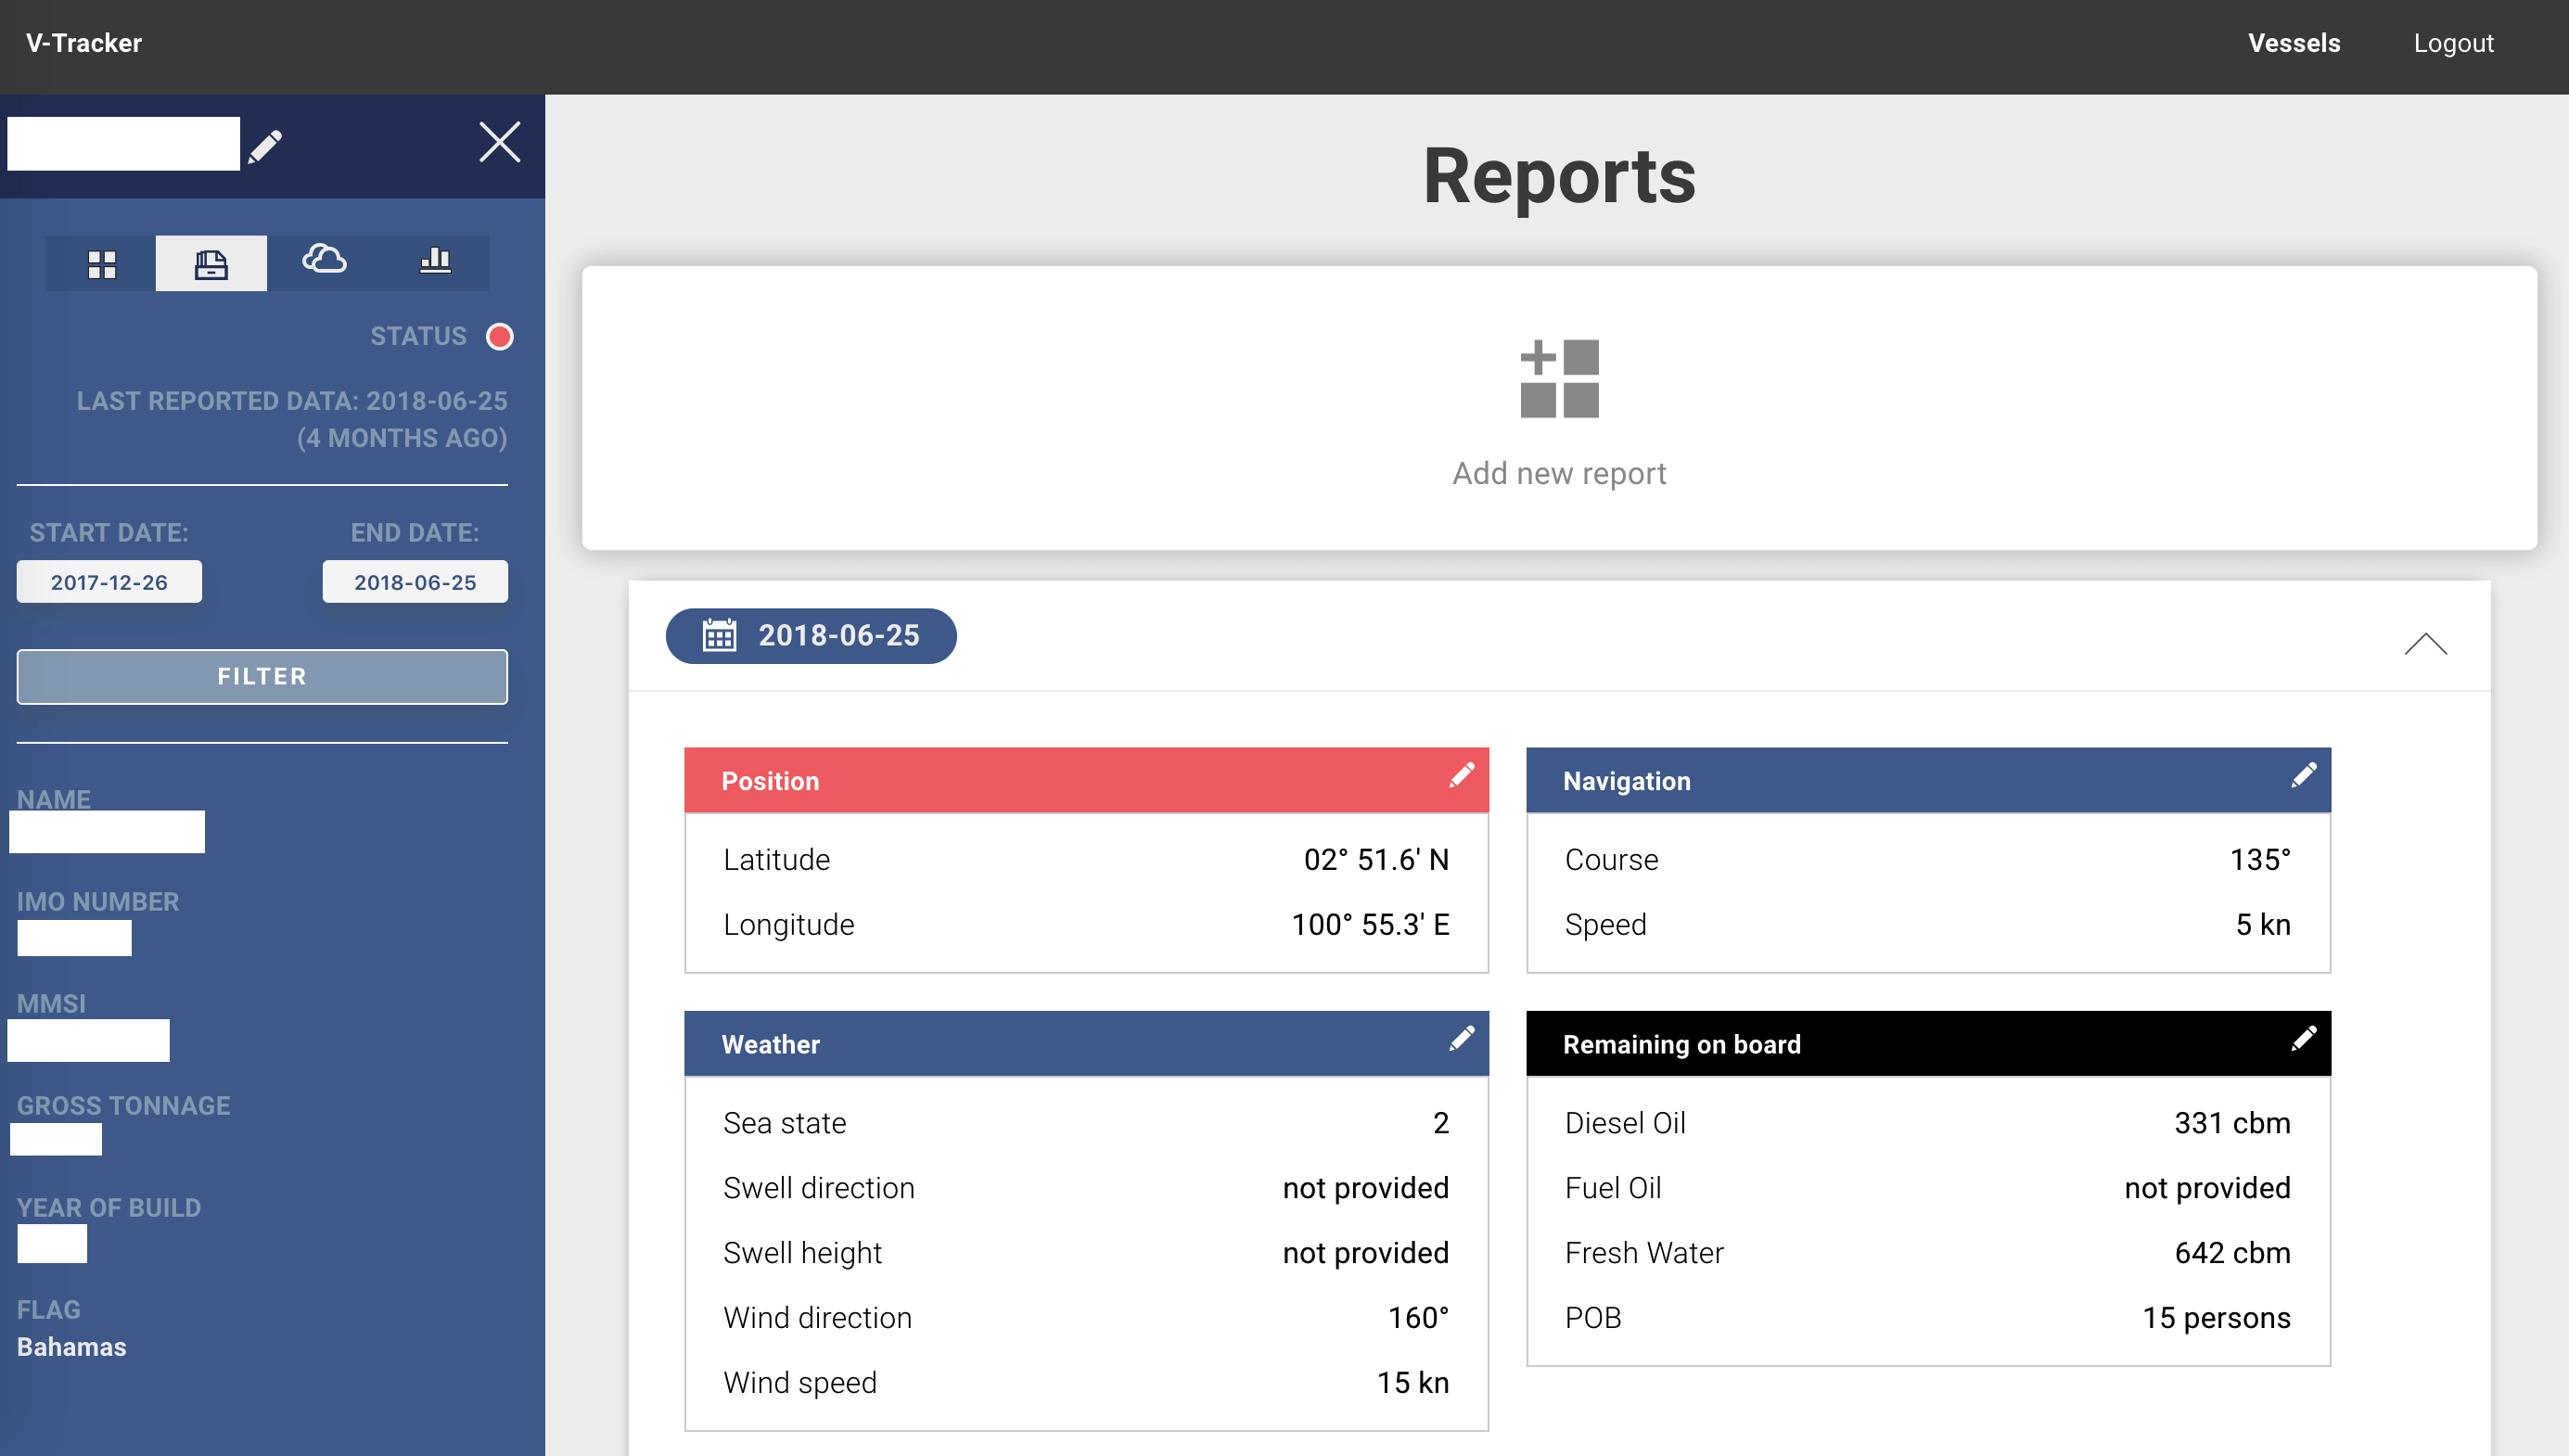 V-Tracker
Vessels
Logout
STATUS
LAST REPORTED DATA: 2018-06-25
(4 MONTHS AGO)
START DATE:
END DATE:
2017-12-26
2018-06-25
FILTER
NAME
IMO NUMBER
MMSI
GROSS TONNAGE
YEAR OF BUILD
FLAG
Bahamas
Reports
Add new report
2018-06-25
Position
Latitude 02° 51.6' N
Longitude 100° 55.3' E
Navigation
Course 135°
Speed 5 kn
Weather
Sea state 2
Swell direction not provided
Swell height not provided
Wind direction 160°
Wind speed 15 kn
Remaining on board
Diesel Oil 331 cbm
Fuel Oil not provided
Fresh Water 642 cbm
POB 15 persons